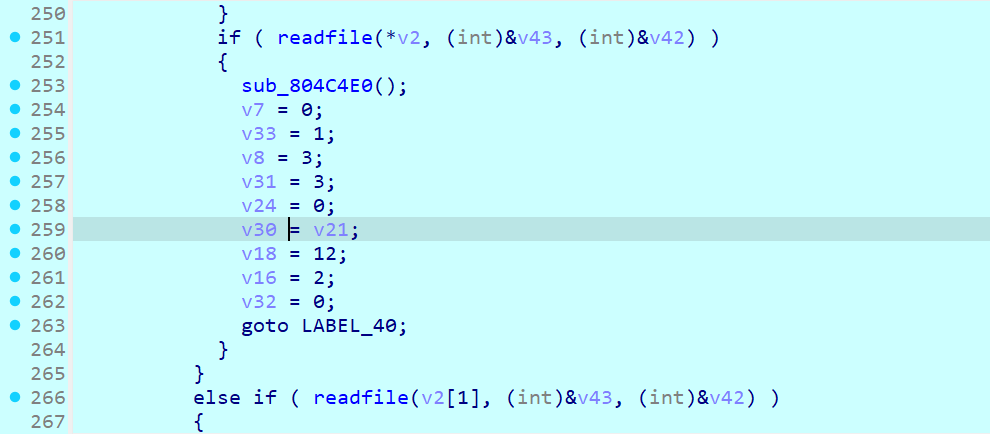 250 }
251 if ( readfile(*v2, (int)&v43, (int)&v42) )
252 {
253 sub_804C4E0();
254 v7 = 0;
255 v33 = 1;
256 v8 = 3;
257 v31 = 3;
258 v24 = 0;
259 v30 = v21;
260 v18 = 12;
261 v16 = 2;
262 v32 = 0;
263 goto LABEL_40;
264 }
265 }
266 else if ( readfile(v2[1], (int)&v43, (int)&v42) )
267 {